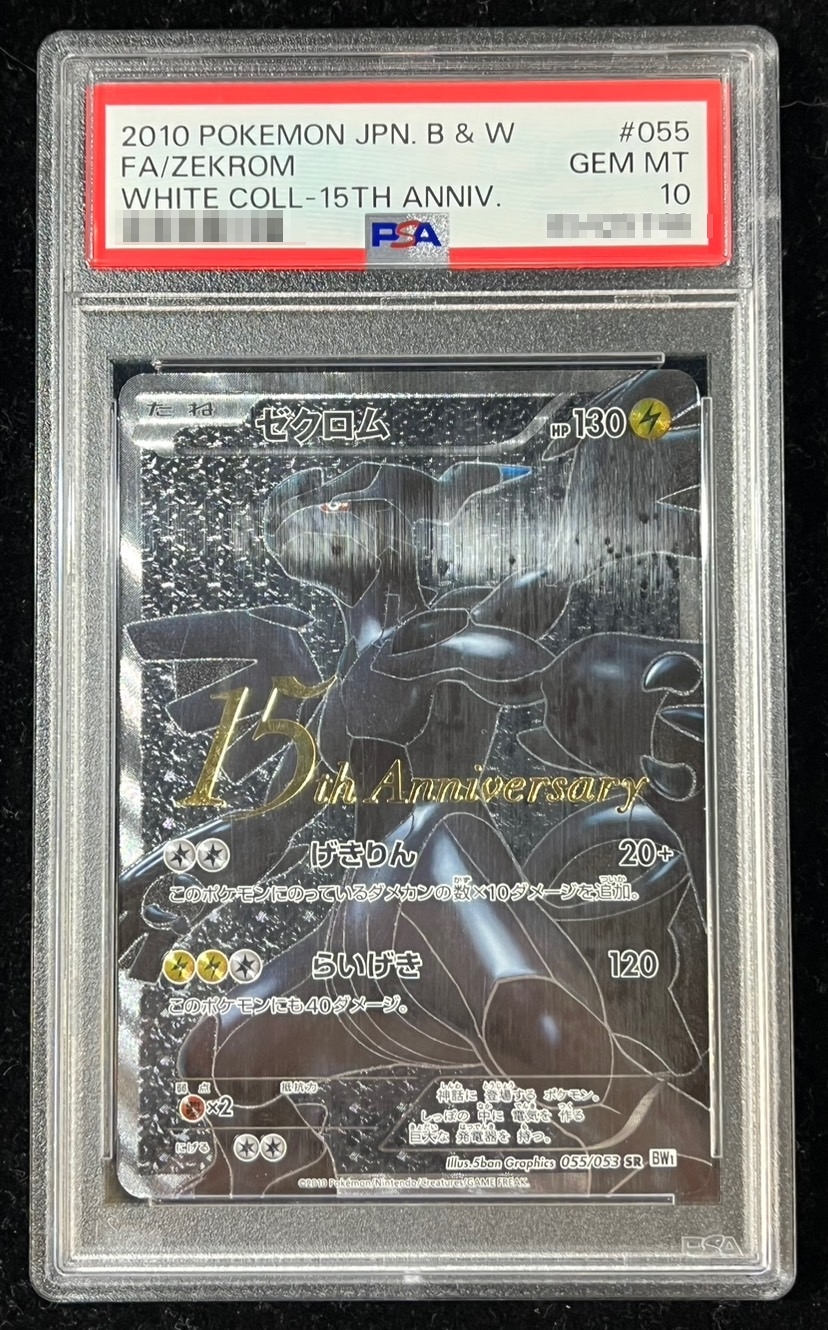 2010 POKEMON JPN. B & W #055
FA/ZEKROM GEM MT
WHITE COLL-15TH ANNIV. 10
PSA
たね ゼクロム HP130
15th Anniversary
げきりん 20+
このポケモンにのっているダメカンの数×10ダメージを追加。
らいげき 120
このポケモンにも40ダメージ。
弱点 抵抗力
×2
にげる
神話に 登場する ポケモン。
しっぽの 中に 電気を 作る
巨大な 発電器を 持つ。
illus.5ban Graphics 055/053 SR BW1
©2010 Pokémon/Nintendo/Creatures/GAME FREAK.
PSA